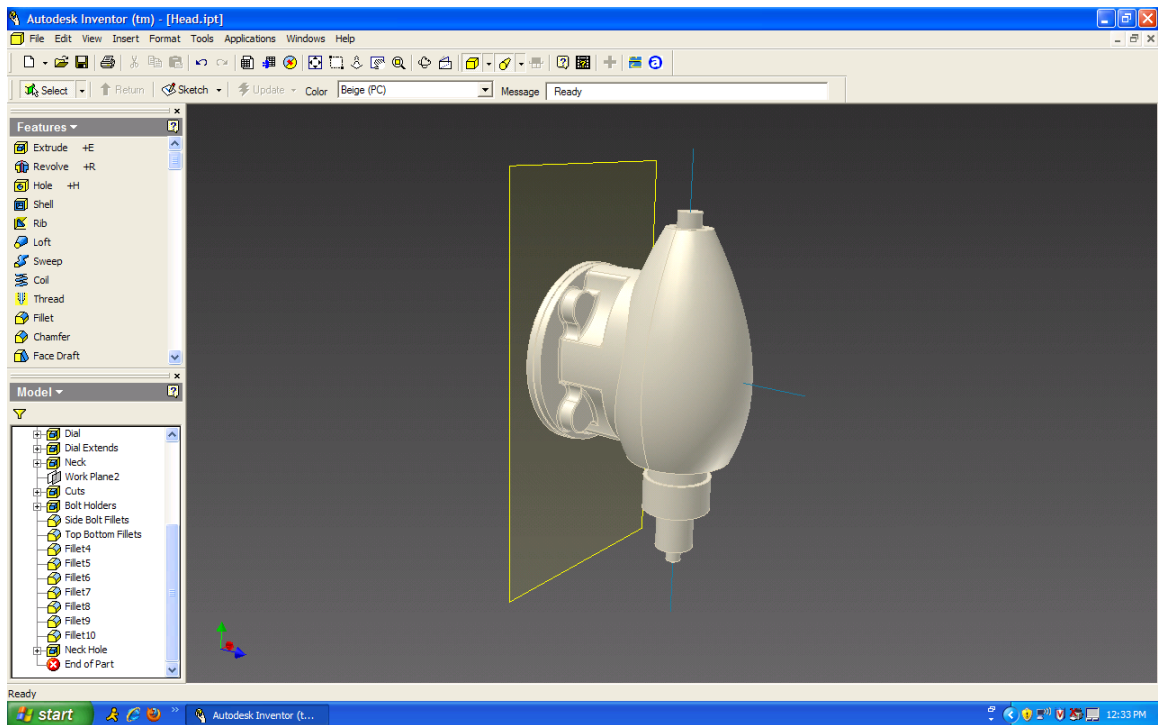 Autodesk Inventor (tm) - [Head.ipt]
File Edit View Insert Format Tools Applications Windows Help
Select Return Sketch Update Color Beige (PC) Message Ready
Features
Extrude +E
Revolve +R
Hole +H
Shell
Rib
Loft
Sweep
Coil
Thread
Fillet
Chamfer
Face Draft
Model
Dial
Dial Extends
Neck
Work Plane2
Cuts
Bolt Holders
Side Bolt Fillets
Top Bottom Fillets
Fillet4
Fillet5
Fillet6
Fillet7
Fillet8
Fillet9
Fillet10
Neck Hole
End of Part
Ready
start Autodesk Inventor (t... 12:33 PM